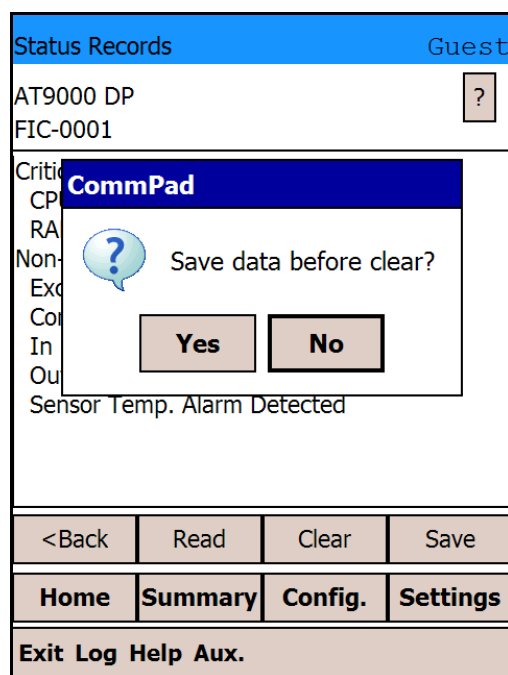 Status Records Guest
AT9000 DP ?
FIC-0001
CommPad
? Save data before clear?
Yes No
In
Sensor Temp. Alarm Detected
<Back Read Clear Save
Home Summary Config. Settings
Exit Log Help Aux.